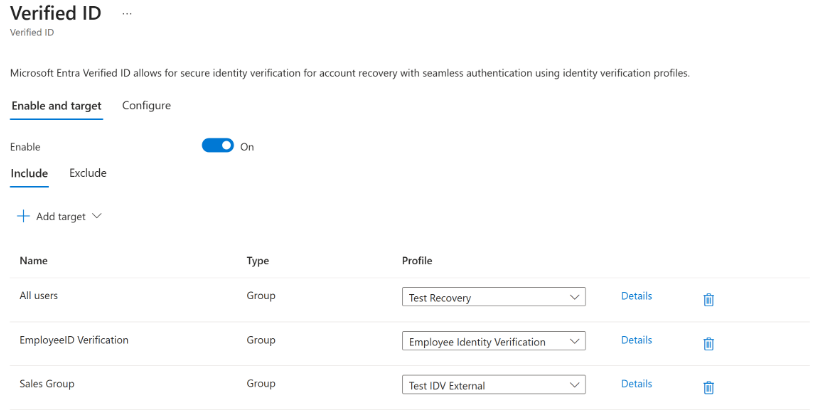 Verified ID ...
Verified ID
Microsoft Entra Verified ID allows for secure identity verification for account recovery with seamless authentication using identity verification profiles.
Enable and target Configure
Enable On
Include Exclude
+ Add target
Name Type Profile
All users Group Test Recovery Details
EmployeeID Verification Group Employee Identity Verification Details
Sales Group Group Test IDV External Details